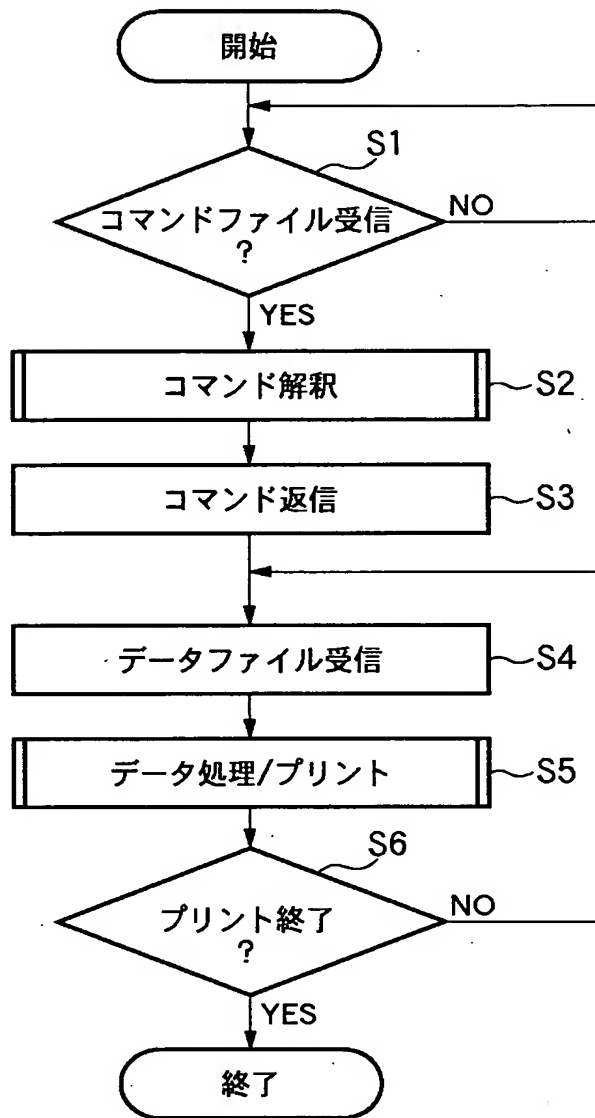 開始
S1
コマンドファイル受信
?
NO
YES
コマンド解釈
S2
コマンド返信
S3
データファイル受信
S4
データ処理/プリント
S5
S6
プリント終了
?
NO
YES
終了